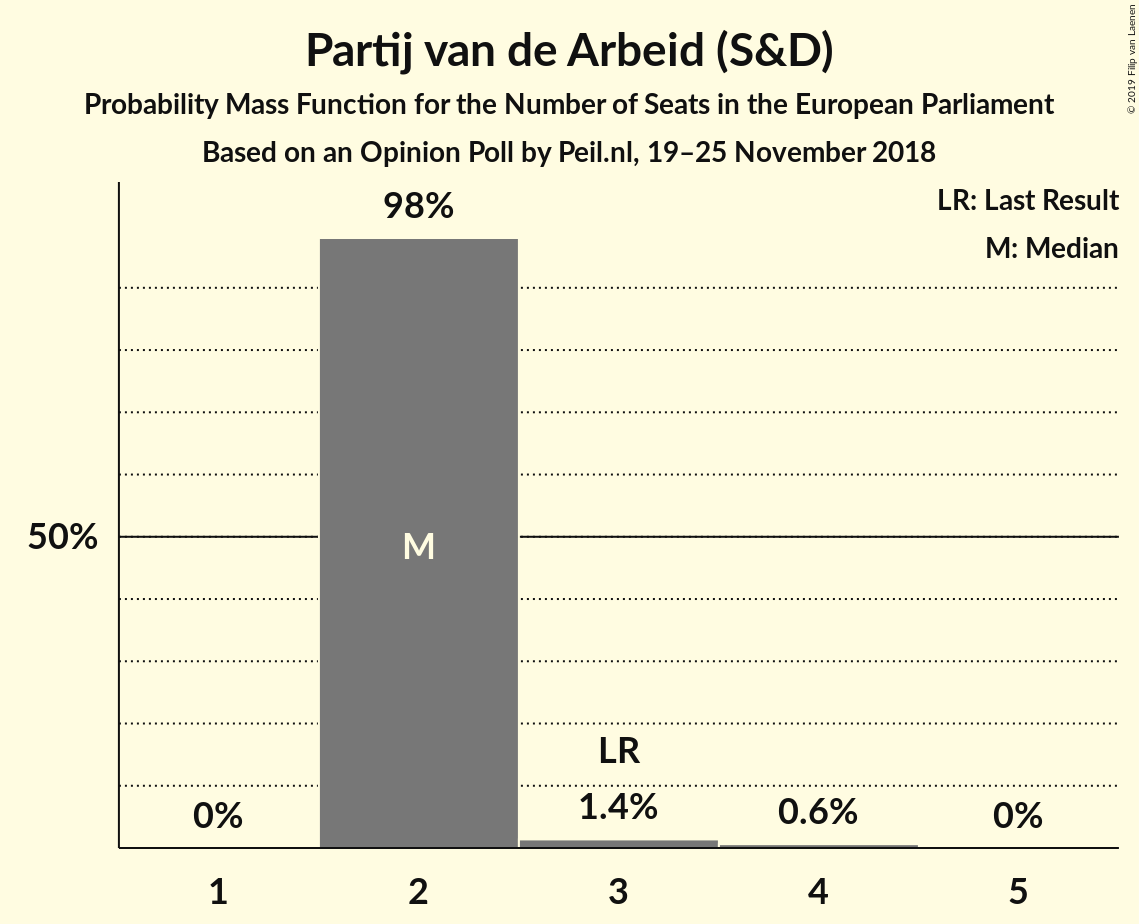 Partij van de Arbeid (S&D)
Probability Mass Function for the Number of Seats in the European Parliament
Based on an Opinion Poll by Peil.nl, 19–25 November 2018
© 2019 Filip van Laenen
LR: Last Result
M: Median
98%
50%
M
LR
0%
1.4%
0.6%
0%
1
2
3
4
5